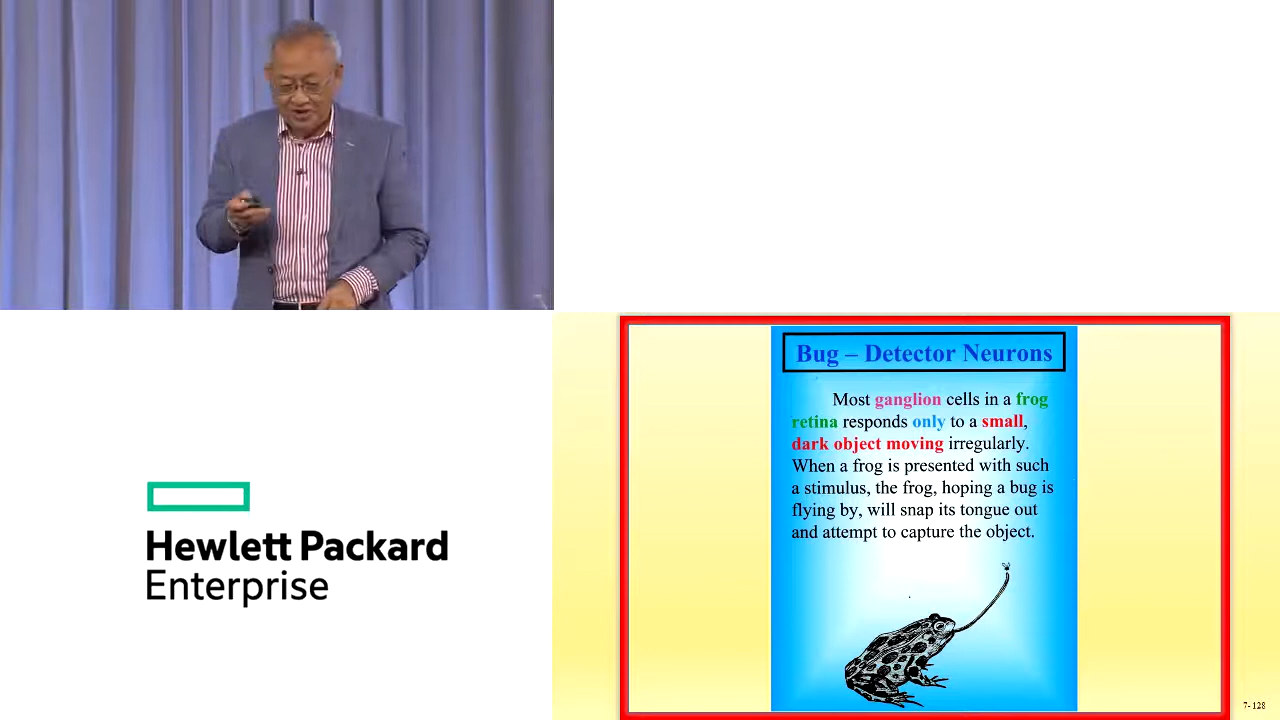 Bug – Detector Neurons
Most ganglion cells in a frog
retina responds only to a small,
dark object moving irregularly.
When a frog is presented with such
a stimulus, the frog, hoping a bug is
flying by, will snap its tongue out
and attempt to capture the object.
Hewlett Packard
Enterprise
7-128